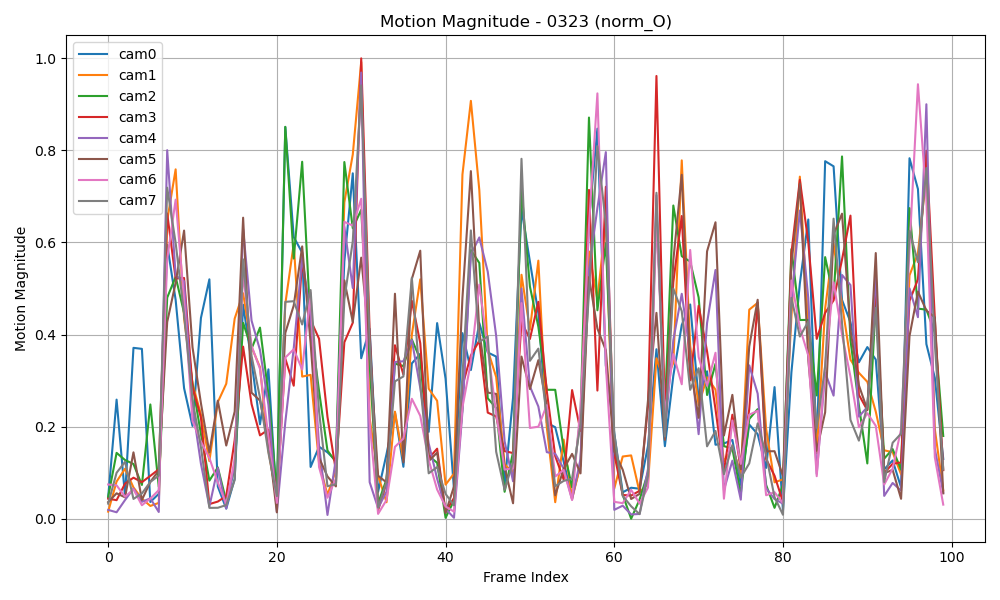 Motion Magnitude - 0323 (norm_O)
cam0
cam1
cam2
cam3
cam4
cam5
cam6
cam7
Motion Magnitude
1.0
0.8
0.6
0.4
0.2
0.0
0
20
40
60
80
100
Frame Index